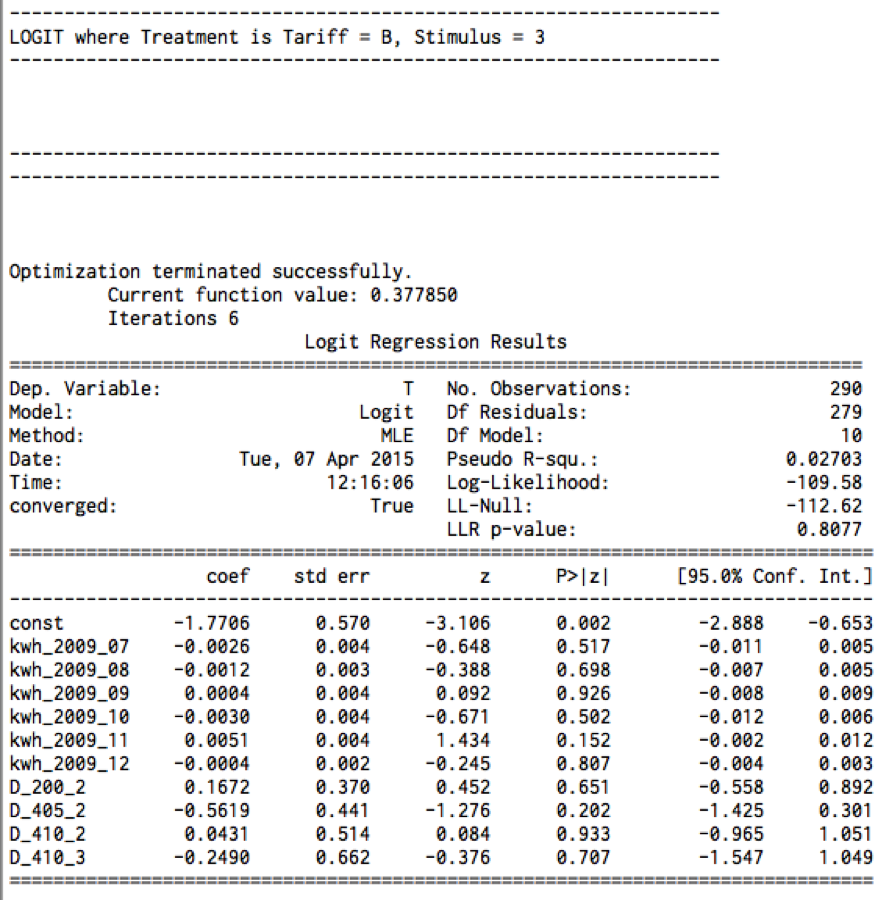 ------------------------------------------------------------------
LOGIT where Treatment is Tariff = B, Stimulus = 3
------------------------------------------------------------------
------------------------------------------------------------------
------------------------------------------------------------------
Optimization terminated successfully.
         Current function value: 0.377850
         Iterations 6
                           Logit Regression Results
==============================================================================
Dep. Variable:                      T   No. Observations:                  290
Model:                          Logit   Df Residuals:                      279
Method:                           MLE   Df Model:                           10
Date:                Tue, 07 Apr 2015   Pseudo R-squ.:                 0.02703
Time:                        12:16:06   Log-Likelihood:                -109.58
converged:                       True   LL-Null:                       -112.62
                                        LLR p-value:                    0.8077
===============================================================================
                  coef    std err          z      P>|z|      [95.0% Conf. Int.]
-------------------------------------------------------------------------------
const          -1.7706      0.570     -3.106      0.002        -2.888    -0.653
kwh_2009_07    -0.0026      0.004     -0.648      0.517        -0.011     0.005
kwh_2009_08    -0.0012      0.003     -0.388      0.698        -0.007     0.005
kwh_2009_09     0.0004      0.004      0.092      0.926        -0.008     0.009
kwh_2009_10    -0.0030      0.004     -0.671      0.502        -0.012     0.006
kwh_2009_11     0.0051      0.004      1.434      0.152        -0.002     0.012
kwh_2009_12    -0.0004      0.002     -0.245      0.807        -0.004     0.003
D_200_2         0.1672      0.370      0.452      0.651        -0.558     0.892
D_405_2        -0.5619      0.441     -1.276      0.202        -1.425     0.301
D_410_2         0.0431      0.514      0.084      0.933        -0.965     1.051
D_410_3        -0.2490      0.662     -0.376      0.707        -1.547     1.049
===============================================================================